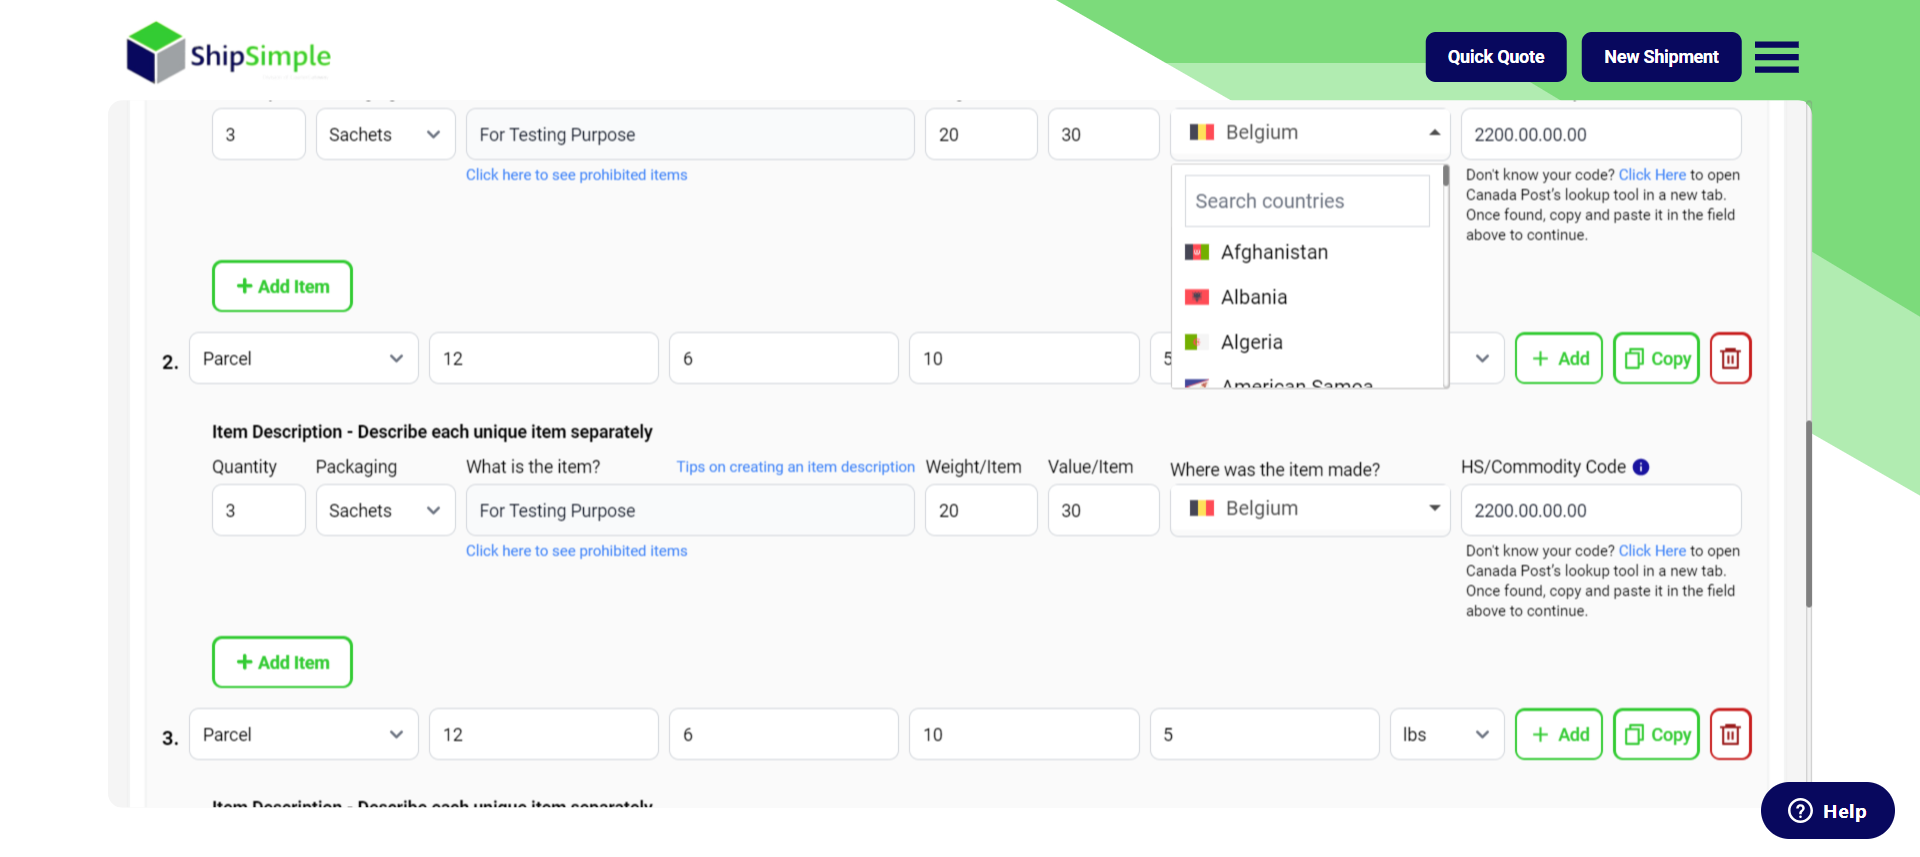 ShipSimple
Quick Quote
New Shipment
3
Sachets
For Testing Purpose
20
30
Belgium
2200.00.00.00
Click here to see prohibited items
Don't know your code? Click Here to open
Canada Post's lookup tool in a new tab.
Once found, copy and paste it in the field
above to continue.
Search countries
Afghanistan
Albania
Algeria
American Samoa
+ Add Item
2.
Parcel
12
6
10
5
+ Add
Copy
Item Description - Describe each unique item separately
Quantity
Packaging
What is the item?
Tips on creating an item description
Weight/Item
Value/Item
Where was the item made?
HS/Commodity Code
3
Sachets
For Testing Purpose
20
30
Belgium
2200.00.00.00
Click here to see prohibited items
Don't know your code? Click Here to open
Canada Post's lookup tool in a new tab.
Once found, copy and paste it in the field
above to continue.
+ Add Item
3.
Parcel
12
6
10
5
lbs
+ Add
Copy
Item Description - Describe each unique item separately
Help